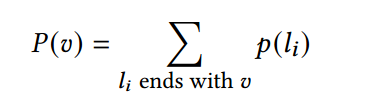 P(v) = ∑ p(lᵢ)
lᵢ ends with v